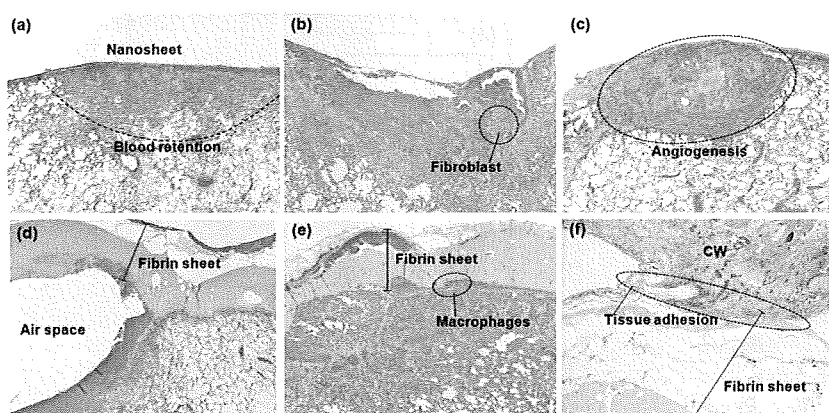 (a)
Nanosheet
Blood retention
(b)
Fibroblast
(c)
Angiogenesis
(d)
Fibrin sheet
Air space
(e)
Fibrin sheet
Macrophages
(f)
CW
Tissue adhesion
Fibrin sheet